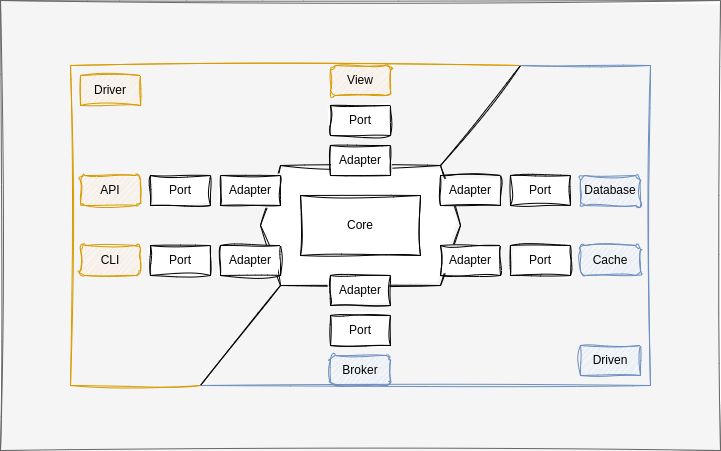 View
Driver
Port
Adapter
API
Port
Adapter
Adapter
Port
Database
Core
CLI
Port
Adapter
Adapter
Port
Cache
Adapter
Port
Driven
Broker